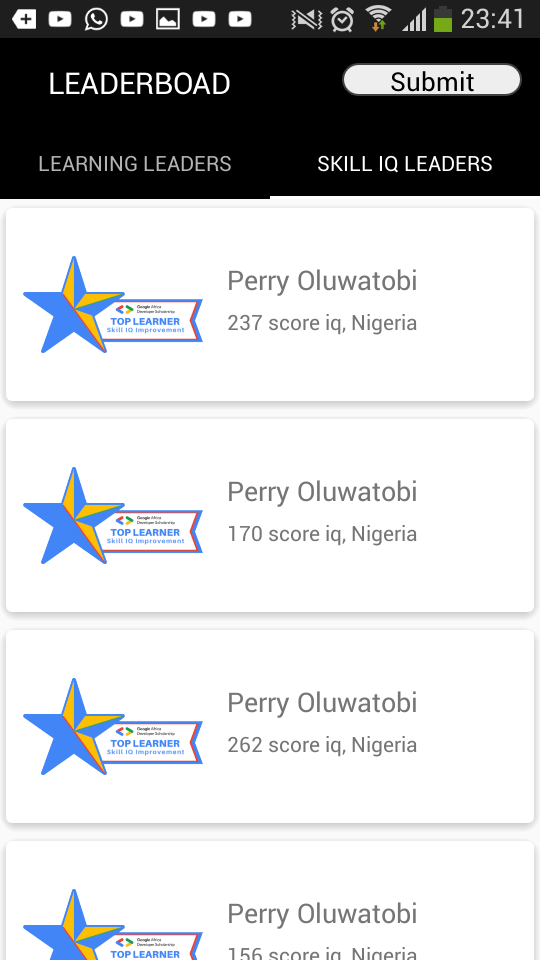 23:41
LEADERBOAD
Submit
LEARNING LEADERS
SKILL IQ LEADERS
Google Africa
Developer Scholarship
TOP LEARNER
Skill IQ Improvement
Perry Oluwatobi
237 score iq, Nigeria
Google Africa
Developer Scholarship
TOP LEARNER
Skill IQ Improvement
Perry Oluwatobi
170 score iq, Nigeria
Google Africa
Developer Scholarship
TOP LEARNER
Skill IQ Improvement
Perry Oluwatobi
262 score iq, Nigeria
Google Africa
Developer Scholarship
TOP LEARNER
Skill IQ Improvement
Perry Oluwatobi
156 score iq, Nigeria